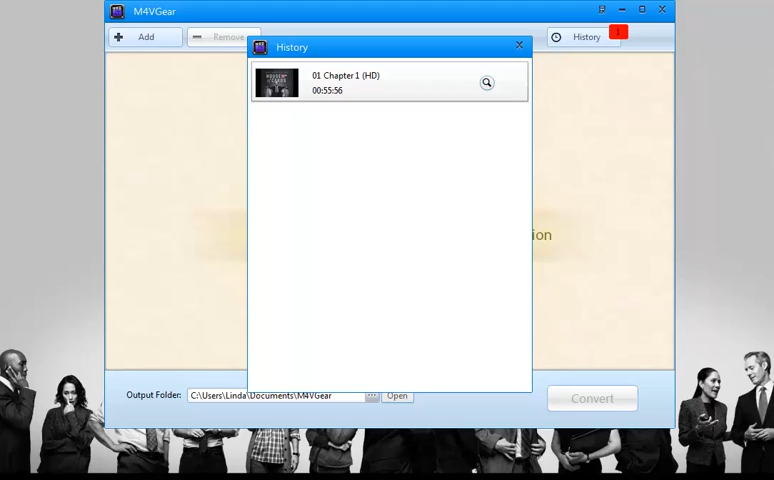 M4VGear
Add
Remove
History
1
History
01 Chapter 1 (HD)
00:55:56
ion
Output Folder:
C:\Users\Linda\Documents\M4VGear
...
Open
Convert